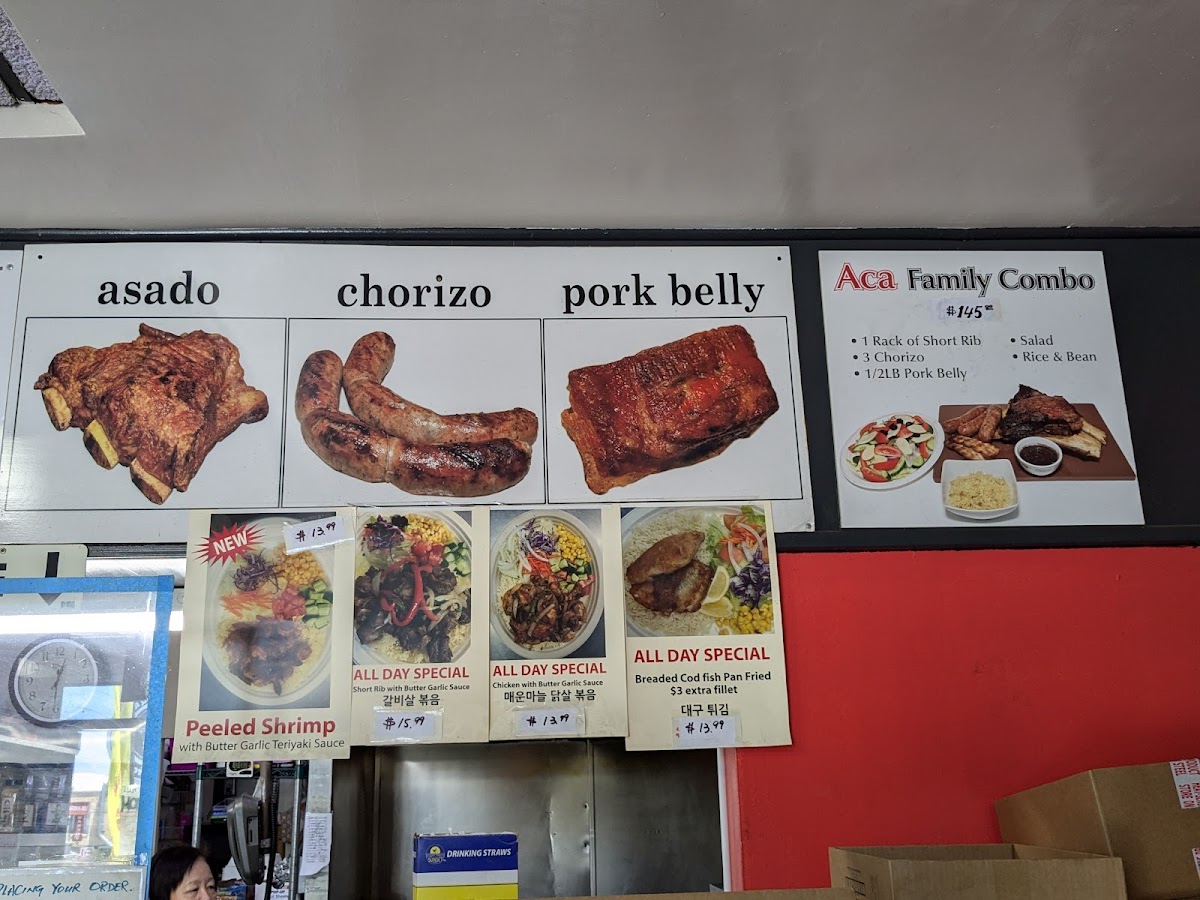 asado
chorizo
pork belly
Aca Family Combo
$145.00
• 1 Rack of Short Rib
• 3 Chorizo
• 1/2LB Pork Belly
• Salad
• Rice & Bean
NEW
$13.99
Peeled Shrimp
with Butter Garlic Teriyaki Sauce
ALL DAY SPECIAL
Short Rib with Butter Garlic Sauce
갈비살 볶음
$15.99
ALL DAY SPECIAL
Chicken with Butter Garlic Sauce
매운마늘 닭살 볶음
$13.99
ALL DAY SPECIAL
Breaded Cod fish Pan Fried
$3 extra fillet
대구 튀김
$13.99
DRINKING STRAWS
PLACING YOUR ORDER.